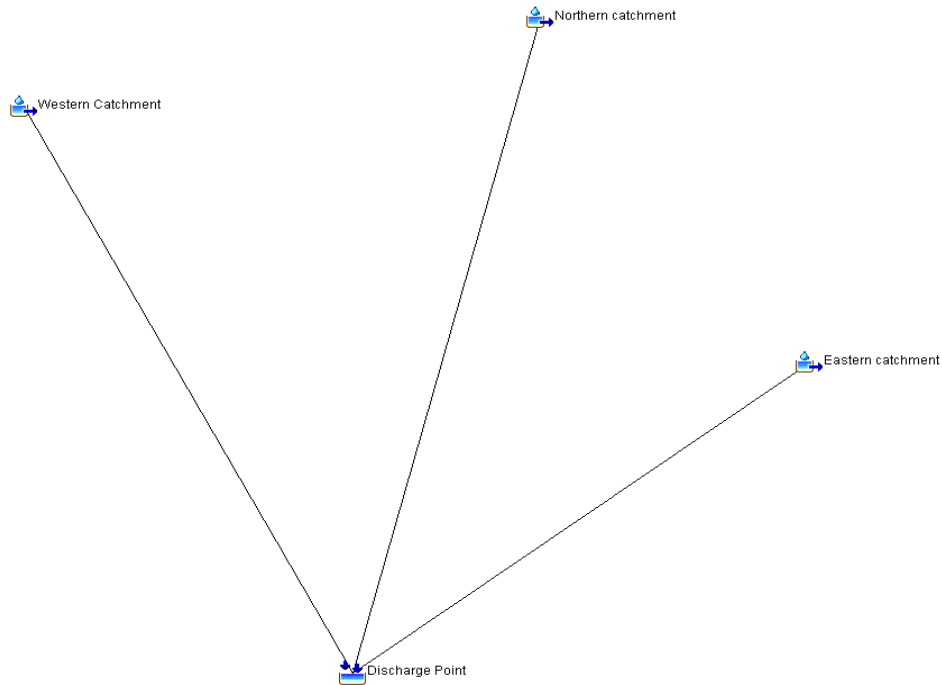 Northern catchment
Western Catchment
Eastern catchment
Discharge Point